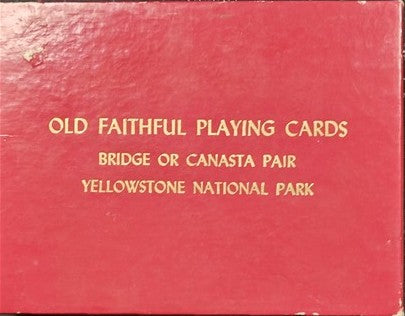 OLD FAITHFUL PLAYING CARDS
BRIDGE OR CANASTA PAIR
YELLOWSTONE NATIONAL PARK